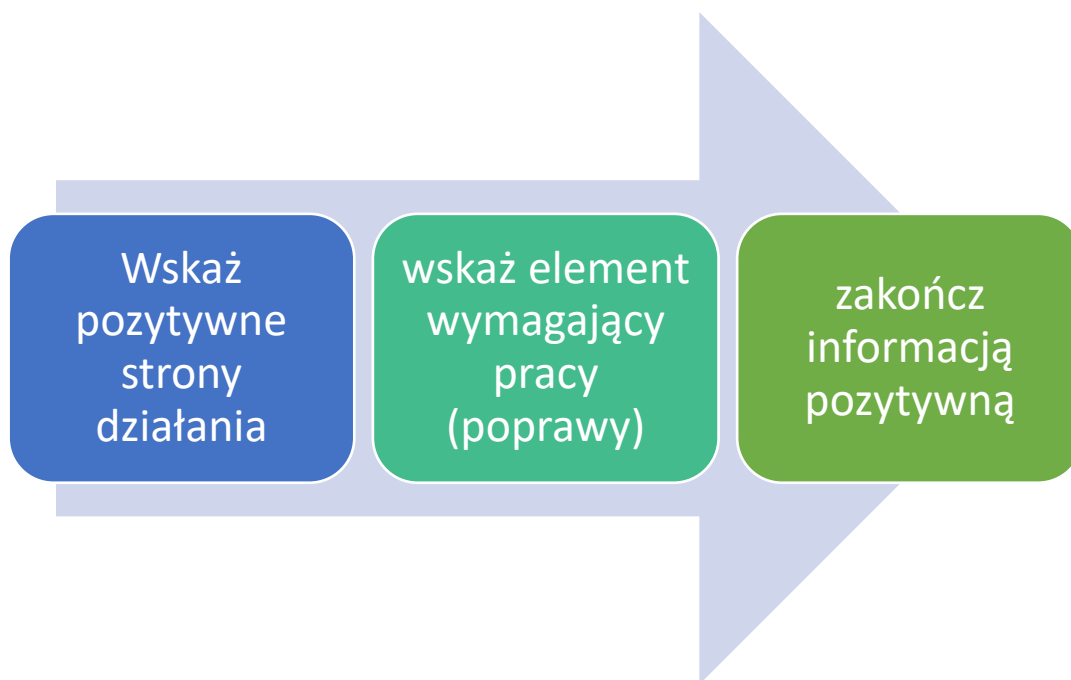 Wskaż
pozytywne
strony
działania
wskaż element
wymagający
pracy
(poprawy)
zakończ
informacją
pozytywną